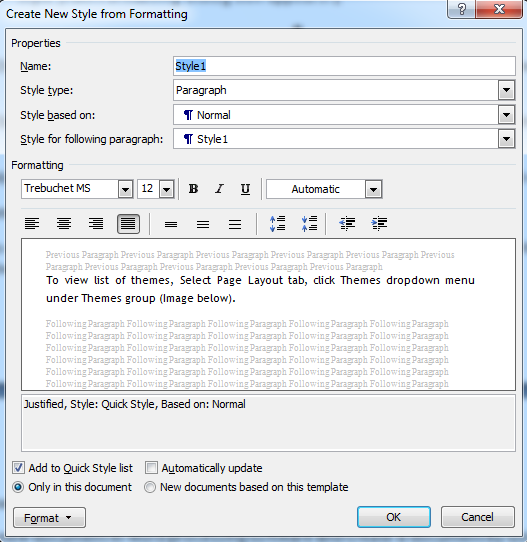 Create New Style from Formatting
Properties
Name: Style1
Style type: Paragraph
Style based on: ¶ Normal
Style for following paragraph: ¶ Style1
Formatting
Trebuchet MS 12 B I U Automatic
Previous Paragraph Previous Paragraph Previous Paragraph Previous Paragraph Previous
Paragraph Previous Paragraph Previous Paragraph Previous Paragraph Previous Paragraph
To view list of themes, Select Page Layout tab, click Themes dropdown menu
under Themes group (Image below).
Following Paragraph Following Paragraph Following Paragraph Following Paragraph Following Paragraph
Following Paragraph Following Paragraph Following Paragraph Following Paragraph Following Paragraph
Following Paragraph Following Paragraph Following Paragraph Following Paragraph Following Paragraph
Following Paragraph Following Paragraph Following Paragraph Following Paragraph Following Paragraph
Following Paragraph Following Paragraph Following Paragraph Following Paragraph Following Paragraph
Following Paragraph Following Paragraph Following Paragraph Following Paragraph Following Paragraph
Justified, Style: Quick Style, Based on: Normal
Add to Quick Style list Automatically update
Only in this document New documents based on this template
Format OK Cancel